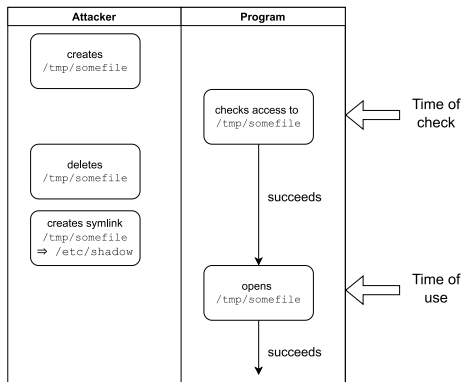 Attacker
Program
creates
/tmp/somefile
checks access to
/tmp/somefile
Time of
check
deletes
/tmp/somefile
succeeds
creates symlink
/tmp/somefile
⇒ /etc/shadow
opens
/tmp/somefile
Time of
use
succeeds